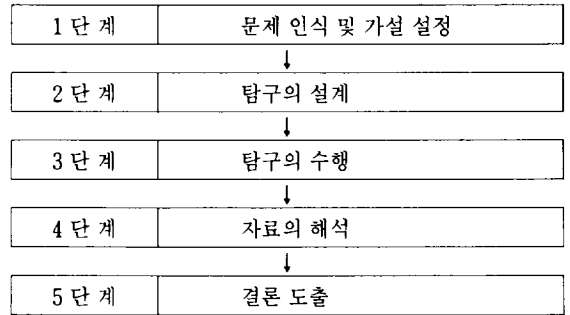 1 단 계 문제 인식 및 가설 설정
2 단 계 탐구의 설계
3 단 계 탐구의 수행
4 단 계 자료의 해석
5 단 계 결론 도출